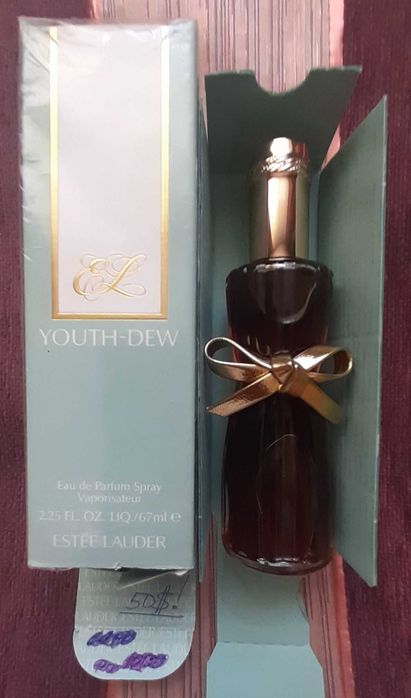 EL
YOUTH-DEW
Eau de Parfum Spray
Vaporisateur
2.25 FL. OZ. LIQ./67ml e
ESTĒE LAUDER
50$!